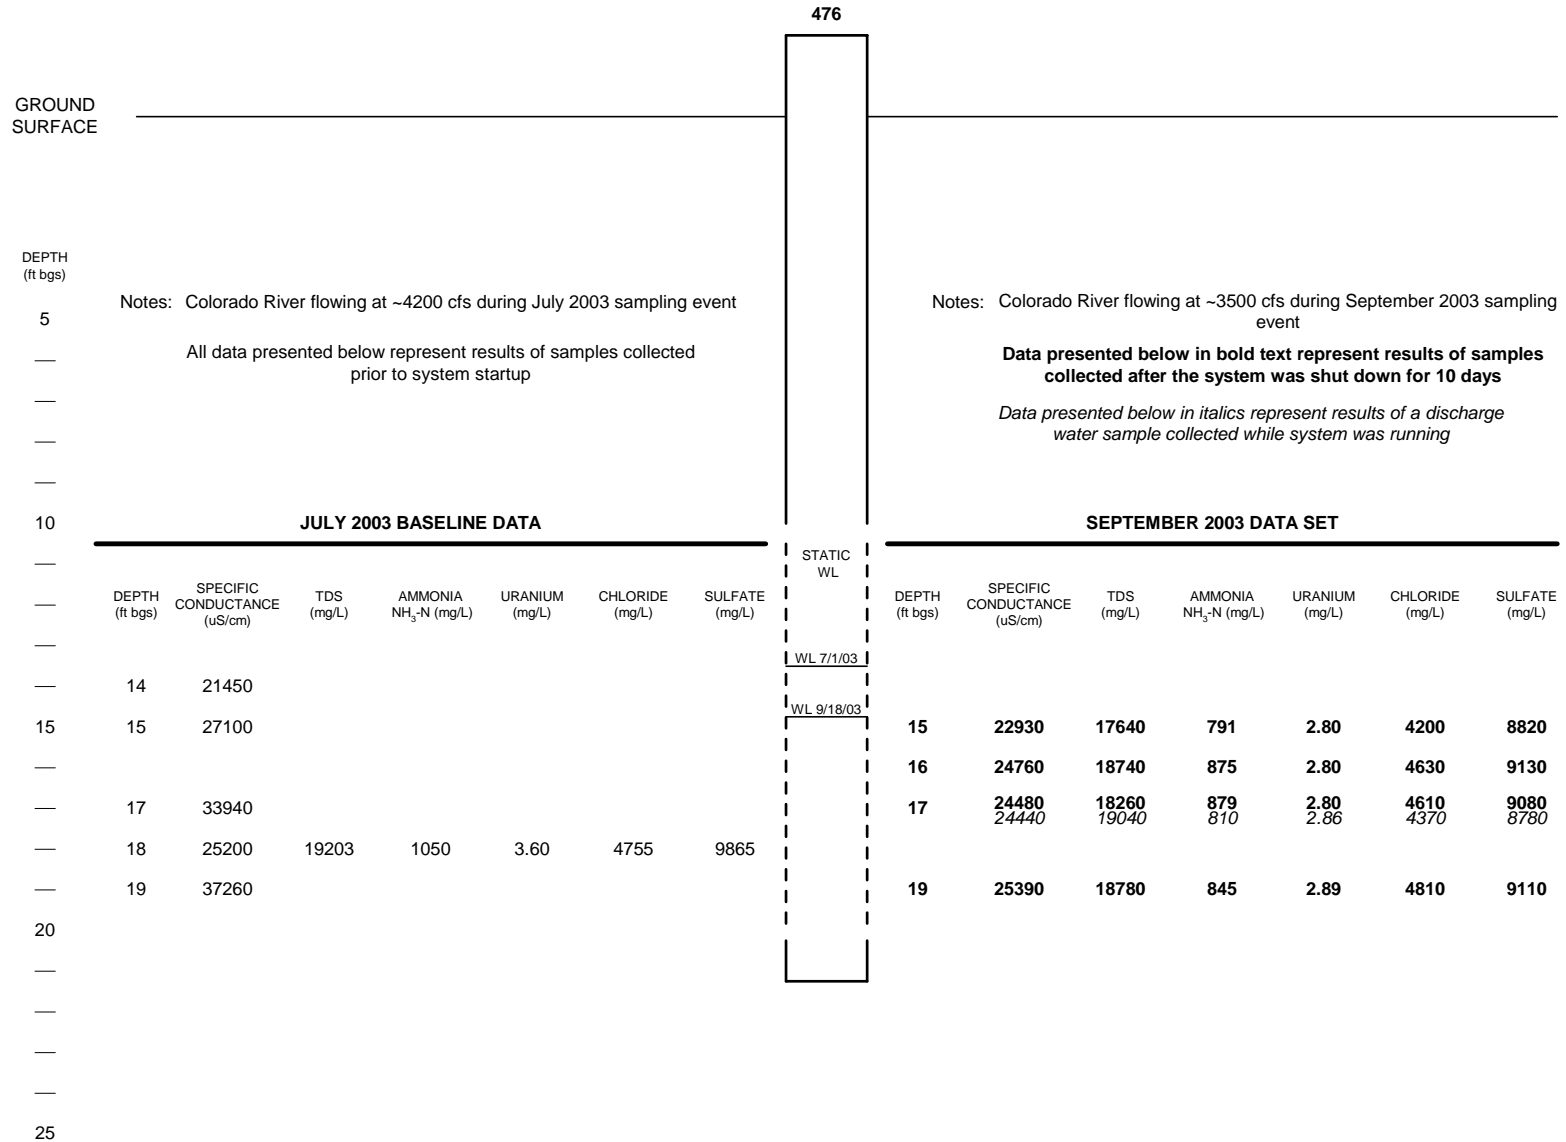 476
GROUND
SURFACE
DEPTH
(ft bgs)
5
10
15
20
25
Notes: Colorado River flowing at ~4200 cfs during July 2003 sampling event
All data presented below represent results of samples collected
prior to system startup
JULY 2003 BASELINE DATA
DEPTH (ft bgs) SPECIFIC CONDUCTANCE (uS/cm) TDS (mg/L) AMMONIA NH3-N (mg/L) URANIUM (mg/L) CHLORIDE (mg/L) SULFATE (mg/L)
14 21450
15 27100
17 33940
18 25200 19203 1050 3.60 4755 9865
19 37260
STATIC
WL
WL 7/1/03
WL 9/18/03
Notes: Colorado River flowing at ~3500 cfs during September 2003 sampling
event
Data presented below in bold text represent results of samples
collected after the system was shut down for 10 days
Data presented below in italics represent results of a discharge
water sample collected while system was running
SEPTEMBER 2003 DATA SET
DEPTH (ft bgs) SPECIFIC CONDUCTANCE (uS/cm) TDS (mg/L) AMMONIA NH3-N (mg/L) URANIUM (mg/L) CHLORIDE (mg/L) SULFATE (mg/L)
15 22930 17640 791 2.80 4200 8820
16 24760 18740 875 2.80 4630 9130
17 24480 18260 879 2.80 4610 9080
24440 19040 810 2.86 4370 8780
19 25390 18780 845 2.89 4810 9110